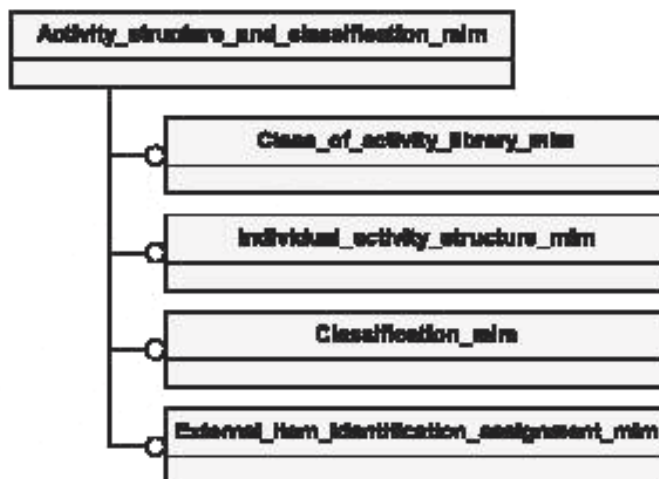 Activity_structure_and_classification_mim
Class_of_activity_library_mim
Individual_activity_structure_mim
Classification_mim
External_item_identification_assignment_mim